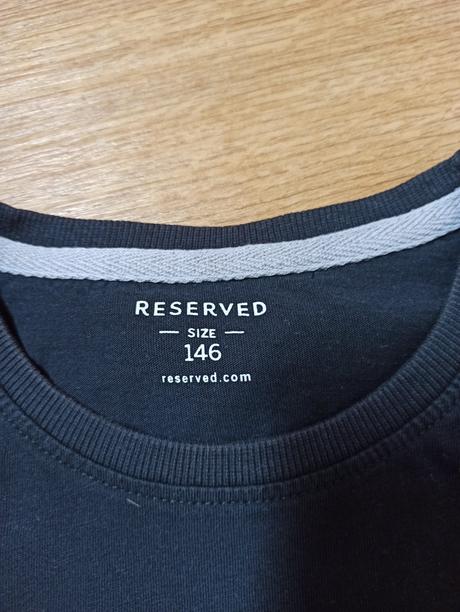 RESERVED
— SIZE —
146
reserved.com